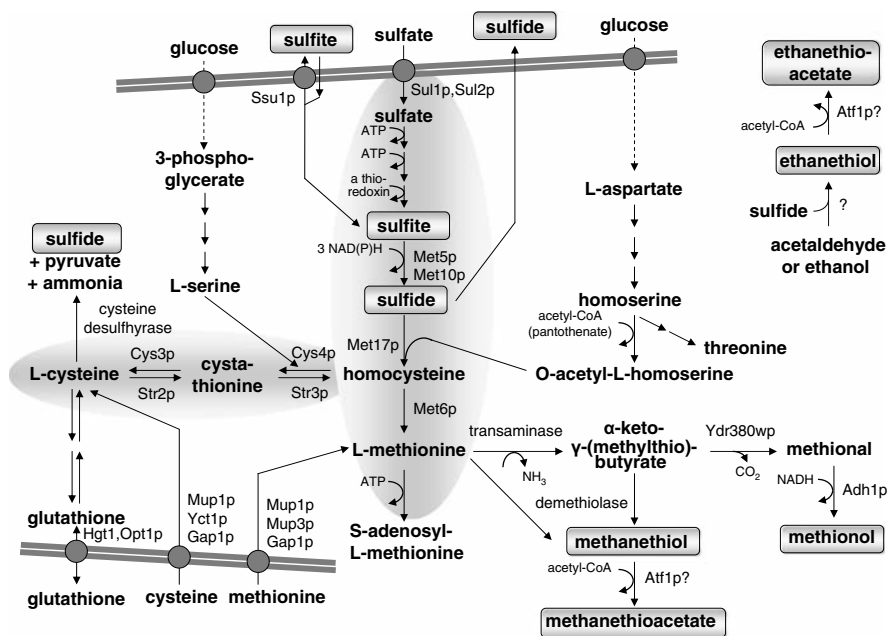 glucose
sulfite
sulfate
sulfide
glucose
ethanethio-
acetate
Ssu1p
Sul1p,Sul2p
sulfate
acetyl-CoA
Atf1p?
ATP
ATP
3-phospho-
glycerate
a thio-
redoxin
ethanethiol
L-aspartate
sulfide
?
sulfite
acetaldehyde
or ethanol
sulfide
+ pyruvate
+ ammonia
3 NAD(P)H
Met5p
Met10p
L-serine
sulfide
homoserine
cysteine
desulfhyrase
acetyl-CoA
(pantothenate)
threonine
Met17p
Cys3p
Cys4p
L-cysteine
cysta-
thionine
homocysteine
O-acetyl-L-homoserine
Str2p
Str3p
Met6p
L-methionine
transaminase
NH3
α-keto-
γ-(methylthio)-
butyrate
Ydr380wp
CO2
methional
ATP
NADH
Adh1p
demethiolase
Mup1p
Yct1p
Gap1p
Mup1p
Mup3p
Gap1p
glutathione
S-adenosyl-
L-methionine
Hgt1,Opt1p
methanethiol
methionol
acetyl-CoA
Atf1p?
glutathione
cysteine
methionine
methanethioacetate